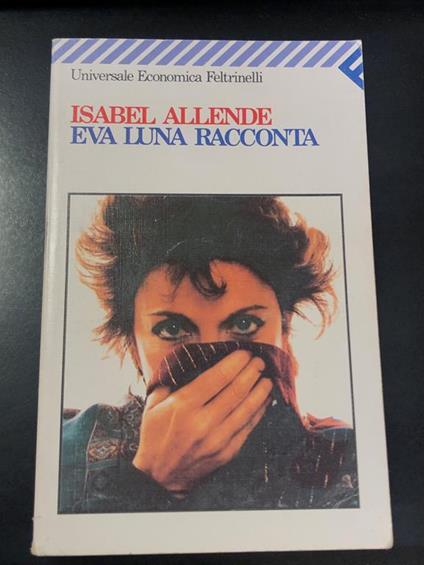 Universale Economica Feltrinelli
ISABEL ALLENDE
EVA LUNA RACCONTA